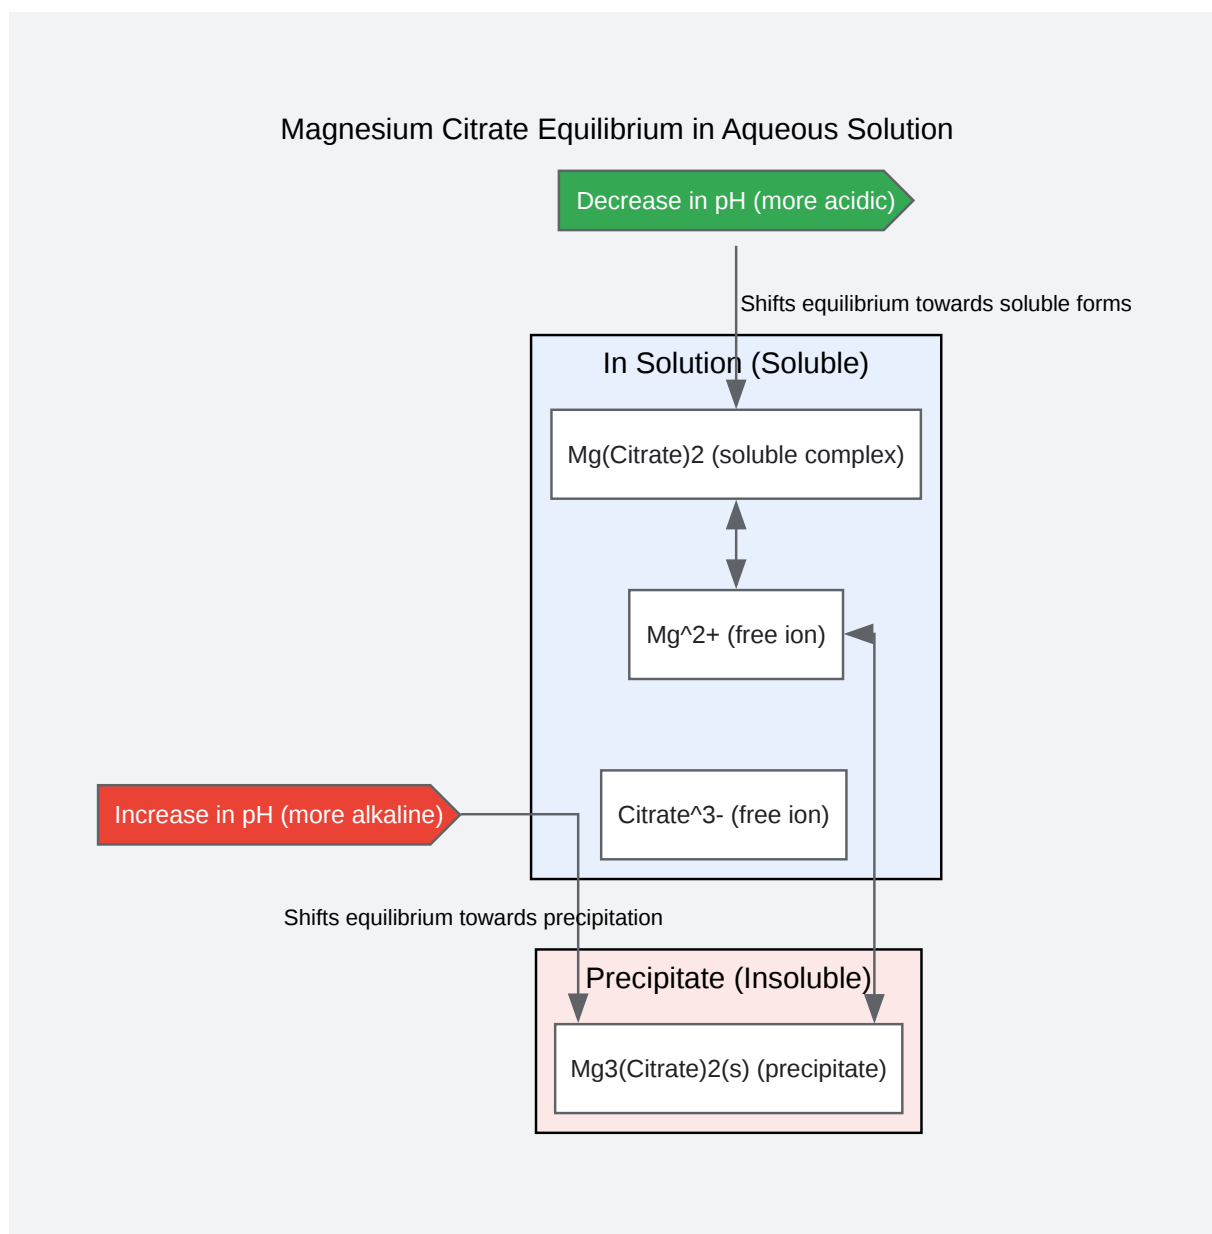 Magnesium Citrate Equilibrium in Aqueous Solution
Decrease in pH (more acidic)
Shifts equilibrium towards soluble forms
In Solution (Soluble)
Mg(Citrate)2 (soluble complex)
Mg^2+ (free ion)
Citrate^3- (free ion)
Increase in pH (more alkaline)
Shifts equilibrium towards precipitation
Precipitate (Insoluble)
Mg3(Citrate)2(s) (precipitate)